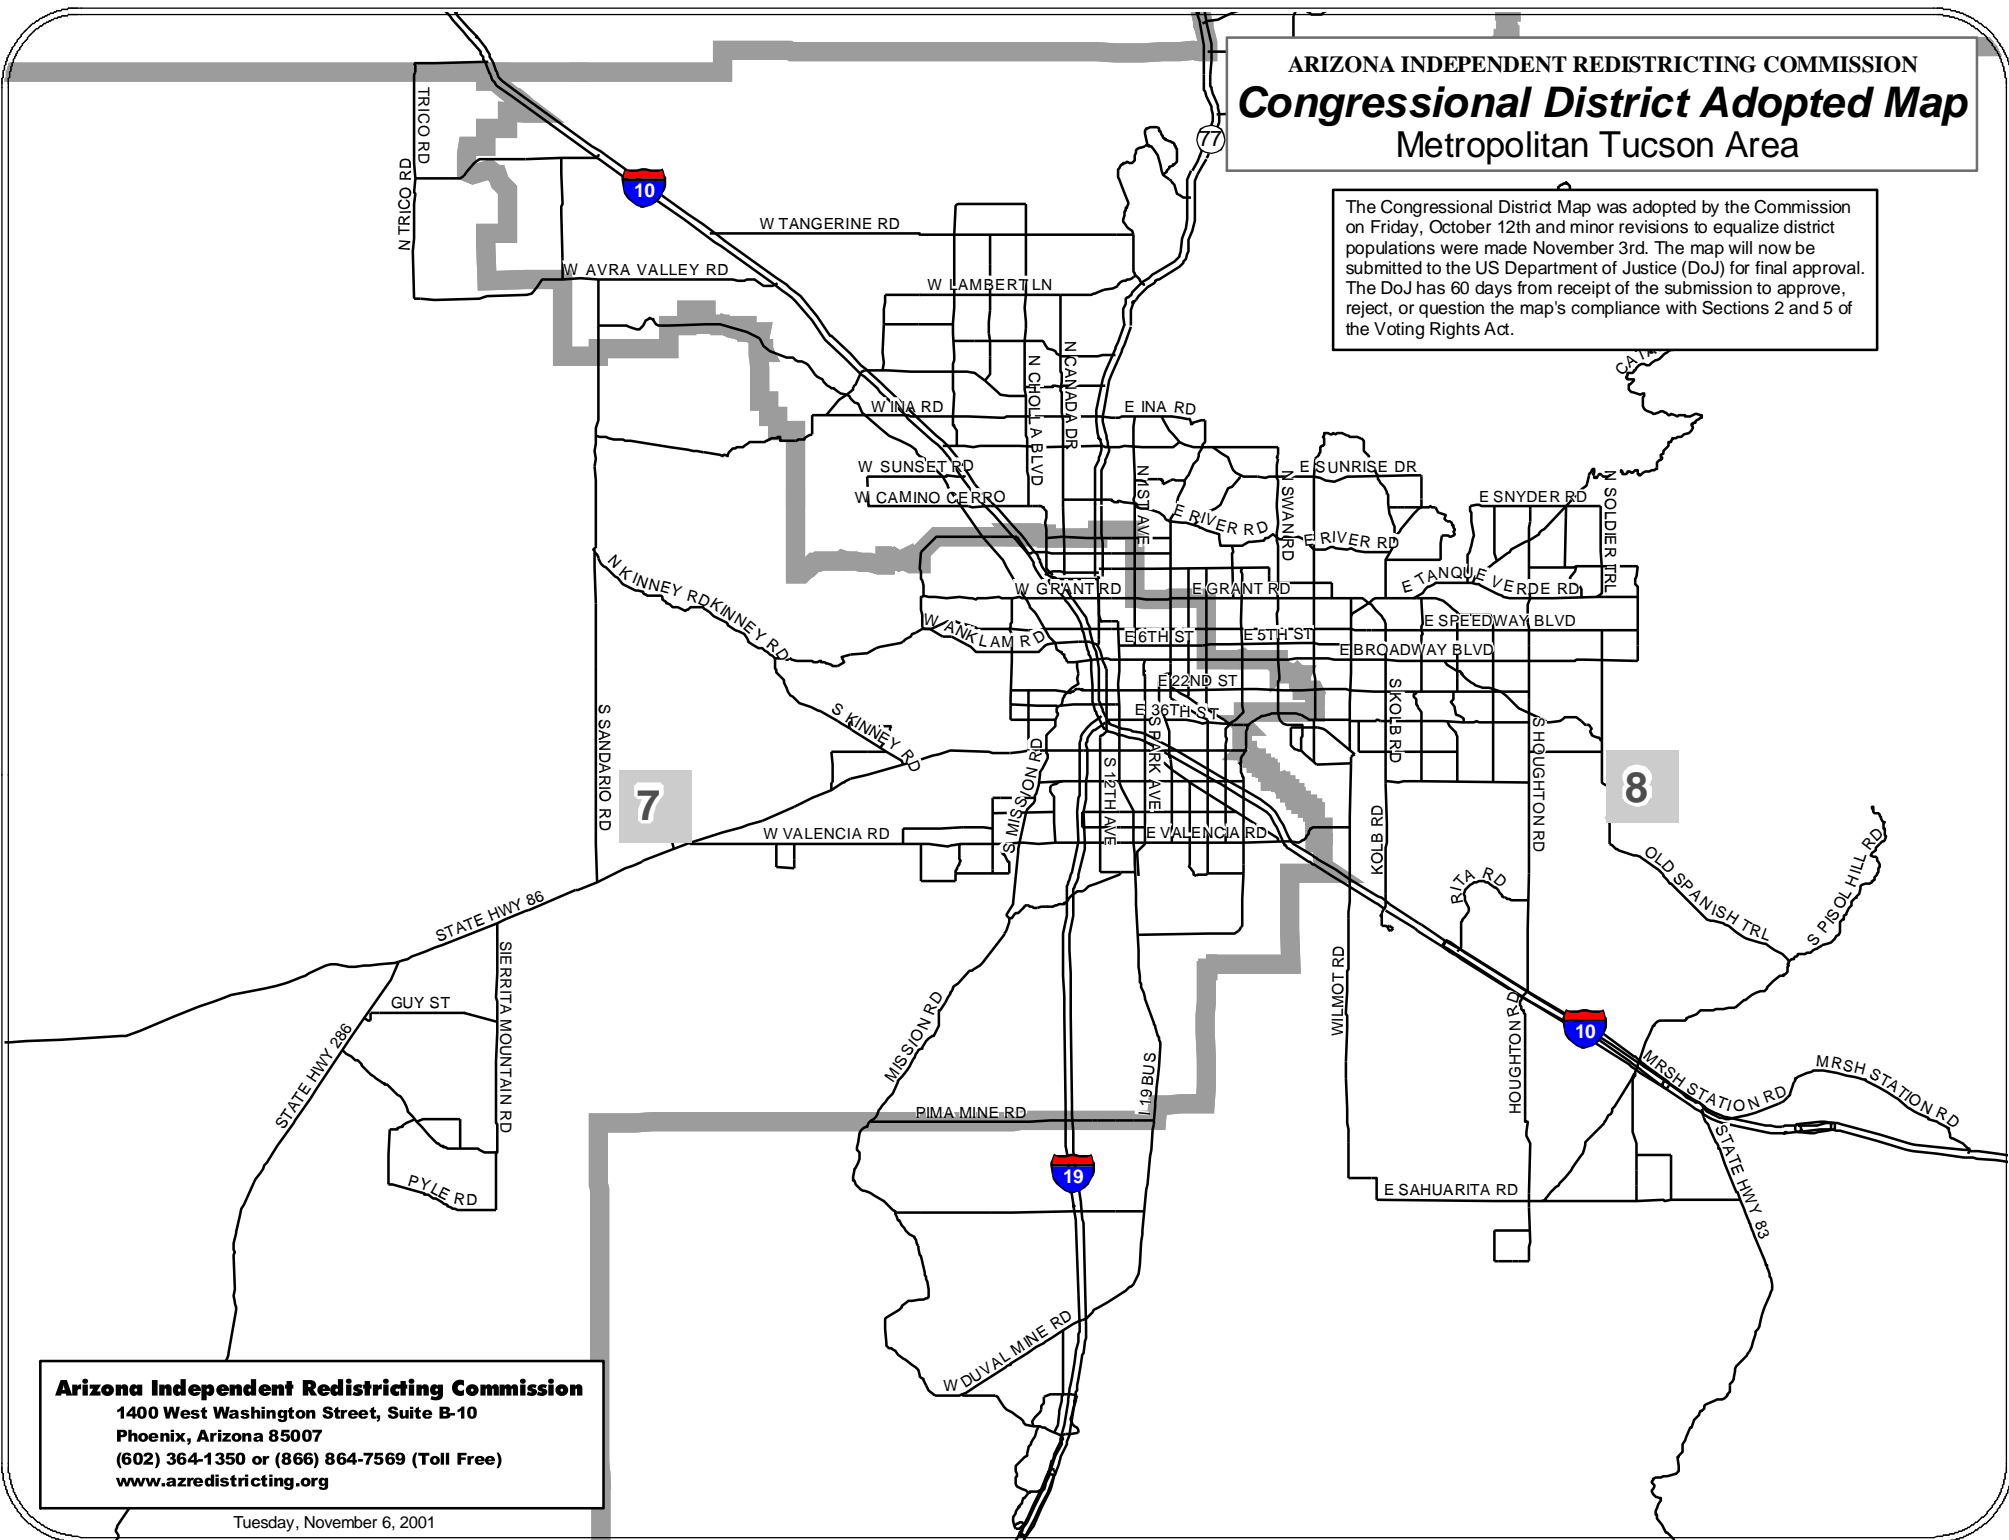 ARIZONA INDEPENDENT REDISTRICTING COMMISSION
Congressional District Adopted Map
Metropolitan Tucson Area
The Congressional District Map was adopted by the Commission
on Friday, October 12th and minor revisions to equalize district
populations were made November 3rd. The map will now be
submitted to the US Department of Justice (DoJ) for final approval.
The DoJ has 60 days from receipt of the submission to approve,
reject, or question the map's compliance with Sections 2 and 5 of
the Voting Rights Act.
77
TRICO RD
N TRICO RD
10
W TANGERINE RD
W AVRA VALLEY RD
W LAMBERT LN
N CANADA DR
N CHOLLA BLVD
W INA RD
E INA RD
W SUNSET RD
W CAMINO CERRO
N 1ST AVE
E SUNRISE DR
N SWAN RD
E RIVER RD
E RIVER RD
E SNYDER RD
N SOLDIER TRL
N KINNEY RD
KINNEY RD
W GRANT RD
E GRANT RD
E TANQUE VERDE RD
W ANKLAM RD
E 6TH ST
E 5TH ST
E SPEEDWAY BLVD
E BROADWAY BLVD
E 22ND ST
E 36TH ST
S KINNEY RD
S SANDARIO RD
S MISSION RD
S 12TH AVE
S PARK AVE
S KOLB RD
S HOUGHTON RD
7
8
W VALENCIA RD
E VALENCIA RD
KOLB RD
RITA RD
OLD SPANISH TRL
S PISOL HILL RD
STATE HWY 86
SIERRITA MOUNTAIN RD
GUY ST
STATE HWY 286
PYLE RD
MISSION RD
I 19 BUS
WILMOT RD
HOUGHTON RD
10
MRSH STATION RD
MRSH STATION RD
PIMA MINE RD
19
E SAHUARITA RD
STATE HWY 83
W DUVAL MINE RD
Arizona Independent Redistricting Commission
1400 West Washington Street, Suite B-10
Phoenix, Arizona 85007
(602) 364-1350 or (866) 864-7569 (Toll Free)
www.azredistricting.org
Tuesday, November 6, 2001